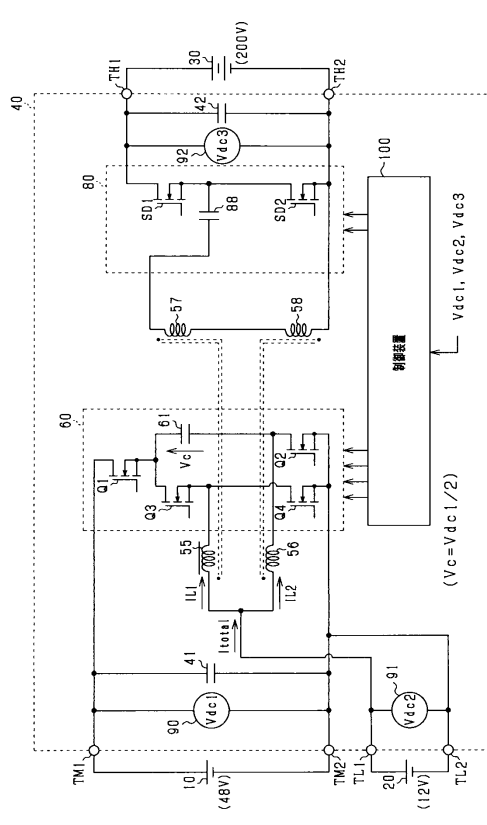 40
TH1
30
(200V)
TH2
42
Vdc3
92
80
SD1
88
SD2
57
58
100
制御装置
Vdc1, Vdc2, Vdc3
60
Q1
61
Vc
Q3
Q2
Q4
55
56
IL1
IL2
Itotal
(Vc=Vdc1/2)
41
Vdc1
90
Vdc2
91
TM1
10
(48V)
TM2
TL1
20
(12V)
TL2